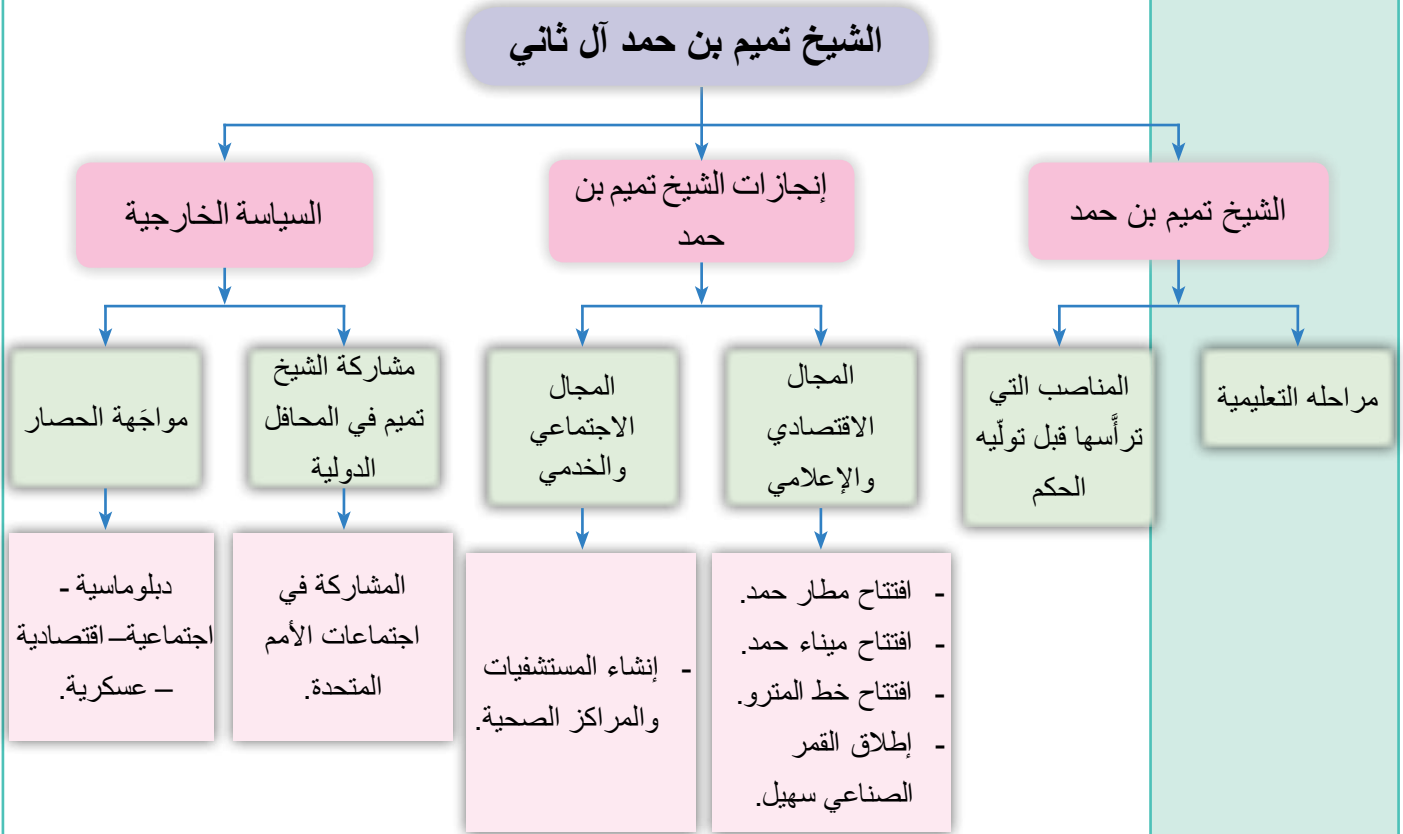 الشيخ تميم بن حمد آل ثاني
الشيخ تميم بن حمد
إنجازات الشيخ تميم بن
حمد
السياسة الخارجية
مراحله التعليمية
المناصب التي
ترأَّسها قبل تولّيه
الحكم
المجال
الاقتصادي
والإعلامي
المجال
الاجتماعي
والخدمي
مشاركة الشيخ
تميم في المحافل
الدولية
مواجَهة الحصار
- افتتاح مطار حمد.
- افتتاح ميناء حمد.
- افتتاح خط المترو.
- إطلاق القمر
الصناعي سهيل.
- إنشاء المستشفيات
والمراكز الصحية.
المشاركة في
اجتماعات الأمم
المتحدة.
دبلوماسية -
اجتماعية– اقتصادية
– عسكرية.